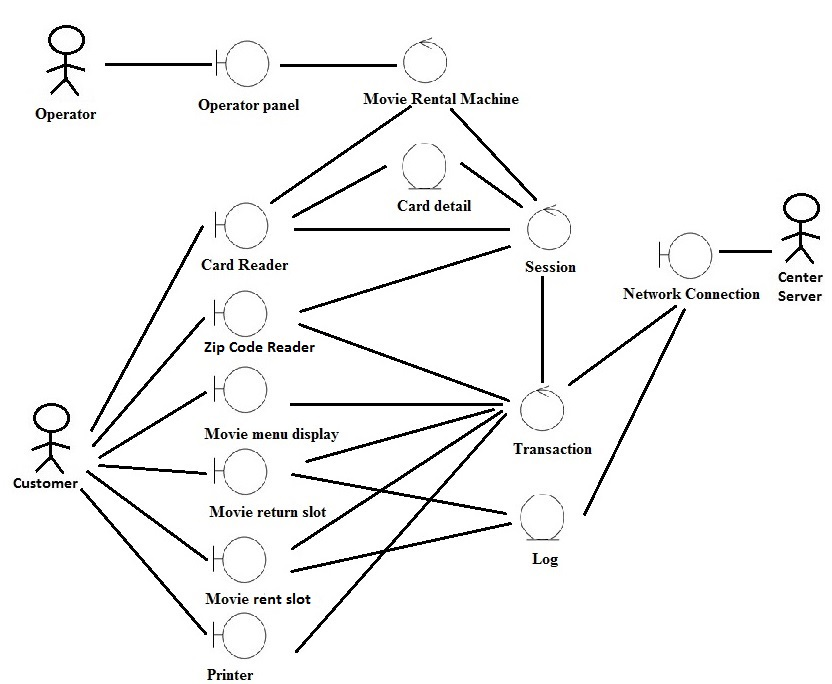 Operator
Operator panel
Movie Rental Machine
Card detail
Card Reader
Session
Center
Server
Network Connection
Zip Code Reader
Movie menu display
Transaction
Customer
Movie return slot
Log
Movie rent slot
Printer